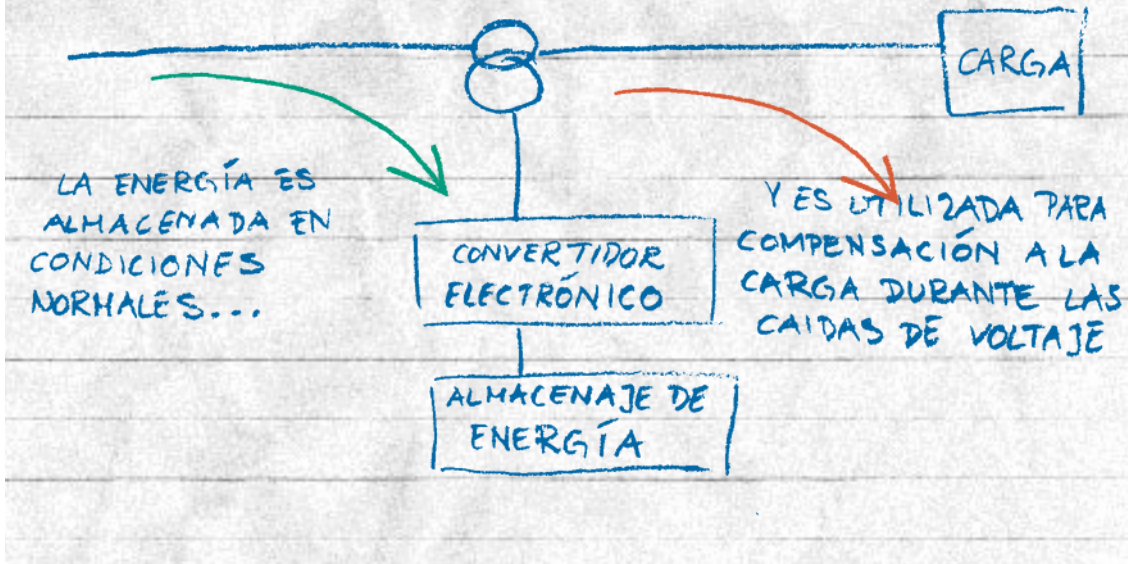 CARGA
LA ENERGÍA ES
ALMACENADA EN
CONDICIONES
NORMALES...
CONVERTIDOR
ELECTRÓNICO
Y ES UTILIZADA PARA
COMPENSACIÓN A LA
CARGA DURANTE LAS
CAIDAS DE VOLTAJE
ALMACENAJE DE
ENERGÍA